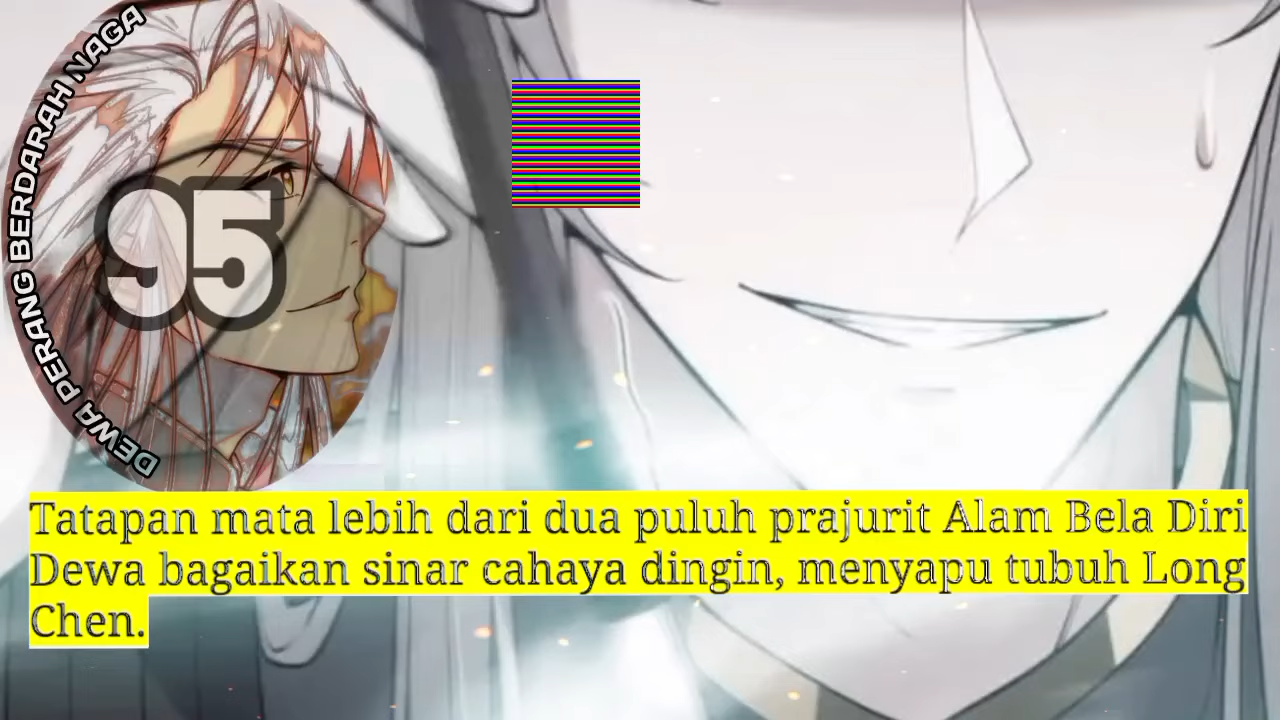 DEWA PERANG BERDARAH NAGA
95
Tatapan mata lebih dari dua puluh prajurit Alam Bela Diri
Dewa bagaikan sinar cahaya dingin, menyapu tubuh Long
Chen.